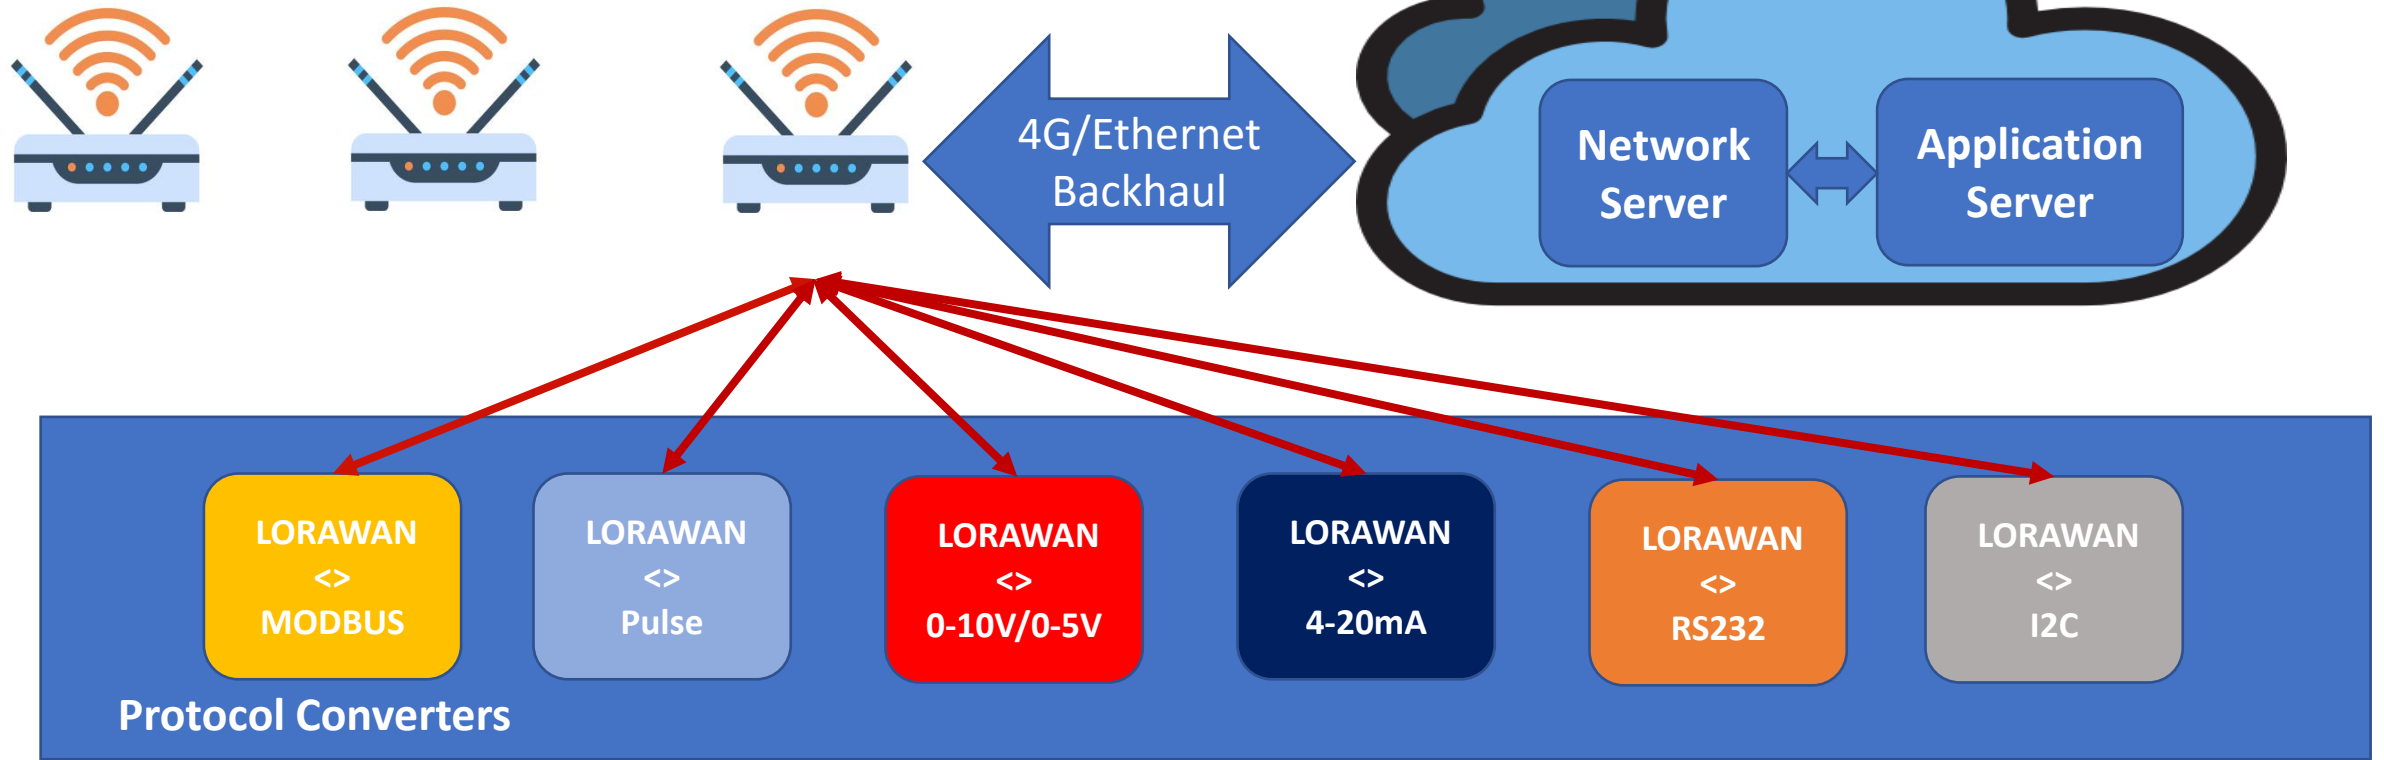 4G/Ethernet
Backhaul
Network
Server
Application
Server
LORAWAN
<>
MODBUS
LORAWAN
<>
Pulse
LORAWAN
<>
0-10V/0-5V
LORAWAN
<>
4-20mA
LORAWAN
<>
RS232
LORAWAN
<>
I2C
Protocol Converters